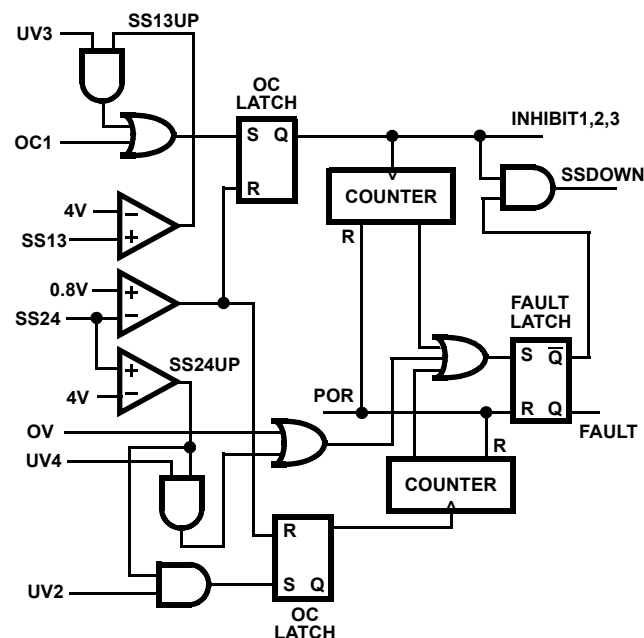 SS13UP
UV3
OC
LATCH
S Q
INHIBIT1,2,3
OC1
R
SSDOWN
COUNTER
4V
−
SS13
+
R
0.8V
+
SS24
−
FAULT
LATCH
SS24UP
+
S Q̅
4V
−
POR
R Q
OV
R
FAULT
UV4
COUNTER
R
UV2
S Q
OC
LATCH